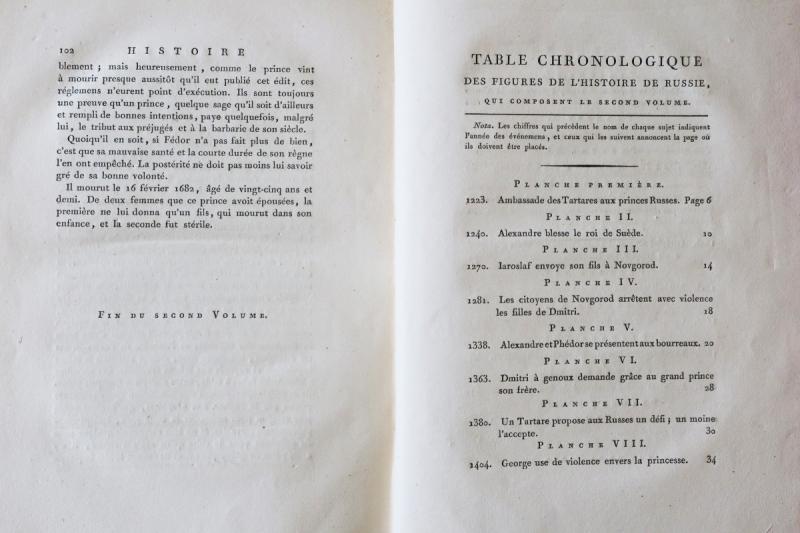 102 HISTOIRE
blement ; mais heureusement , comme le prince vint
à mourir presque aussitôt qu'il eut publié cet édit, ces
réglemens n'eurent point d'exécution. Ils sont toujours
une preuve qu'un prince , quelque sage qu'il soit d'ailleurs
et rempli de bonnes intentions, paye quelquefois, malgré
lui , le tribut aux préjugés et à la barbarie de son siècle.
Quoiqu'il en soit, si Fédor n'a pas fait plus de bien,
c'est que sa mauvaise santé et la courte durée de son règne
l'en ont empêché. La postérité ne doit pas moins lui savoir
gré de sa bonne volonté.
Il mourut le 16 février 1682, âgé de vingt-cinq ans et
demi. De deux femmes que ce prince avoit épousées, la
première ne lui donna qu'un fils, qui mourut dans son
enfance, et la seconde fut stérile.
FIN DU SECOND VOLUME.
TABLE CHRONOLOGIQUE
DES FIGURES DE L'HISTOIRE DE RUSSIE,
QUI COMPOSENT LE SECOND VOLUME.
Nota. Les chiffres qui précèdent le nom de chaque sujet indiquent
l'année des événemens, et ceux qui les suivent annoncent la page où
ils doivent être placés.
PLANCHE PREMIÈRE.
1223. Ambassade des Tartares aux princes Russes. Page 6
PLANCHE II.
1240. Alexandre blesse le roi de Suède. 10
PLANCHE III.
1270. Iaroslaf envoye son fils à Novgorod. 14
PLANCHE IV.
1281. Les citoyens de Novgorod arrêtent avec violence
les filles de Dmitri. 18
PLANCHE V.
1338. Alexandre et Phédor se présentent aux bourreaux. 20
PLANCHE VI.
1363. Dmitri à genoux demande grâce au grand prince
son frère. 28
PLANCHE VII.
1380. Un Tartare propose aux Russes un défi ; un moine
l'accepte. 30
PLANCHE VIII.
1404. George use de violence envers la princesse. 34